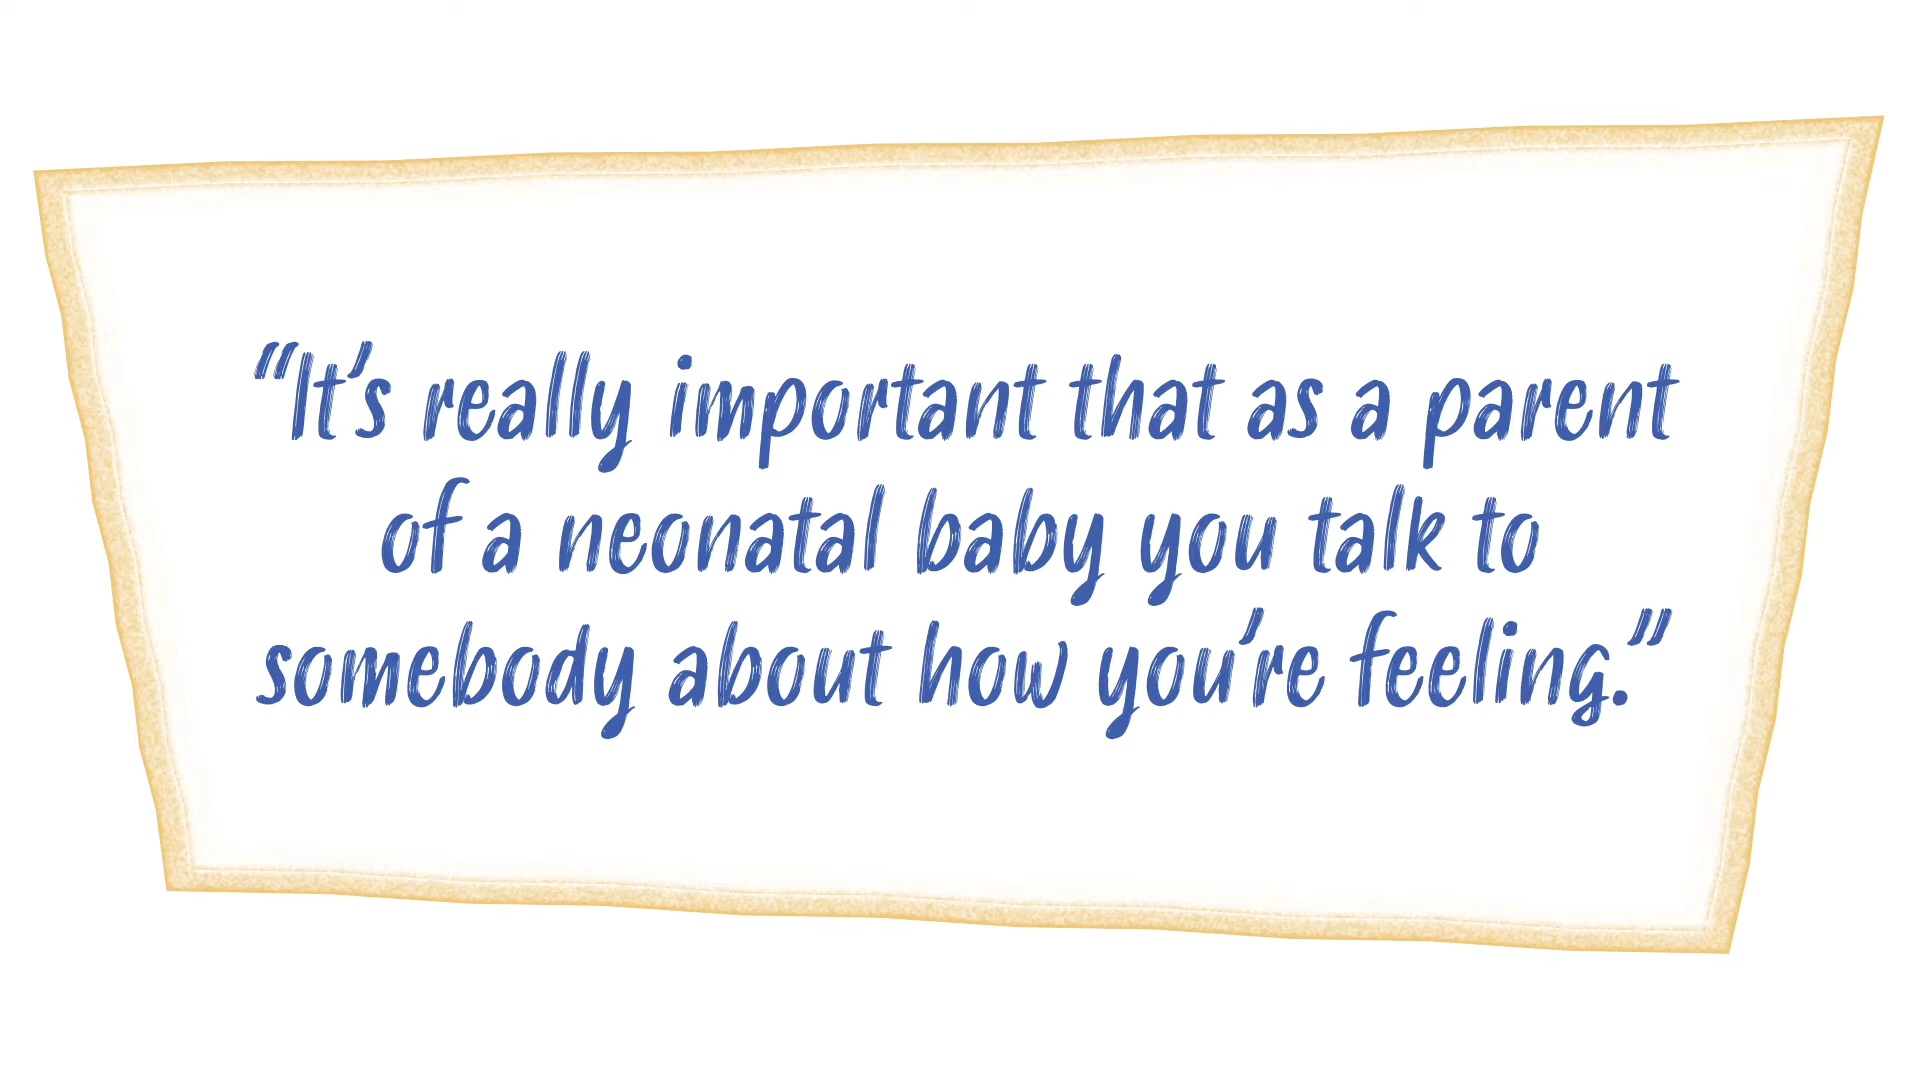 “It’s really important that as a parent
of a neonatal baby you talk to
somebody about how you’re feeling.”